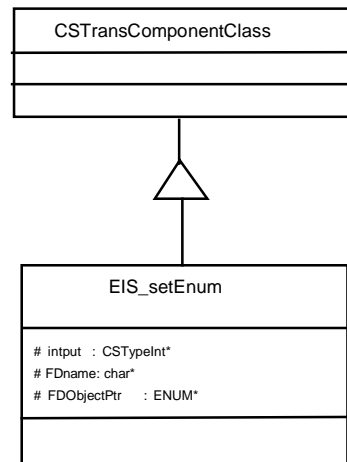 CSTransComponentClass
EIS_setEnum
# intput : CSTypeInt*
# FDname: char*
# FDObjectPtr : ENUM*